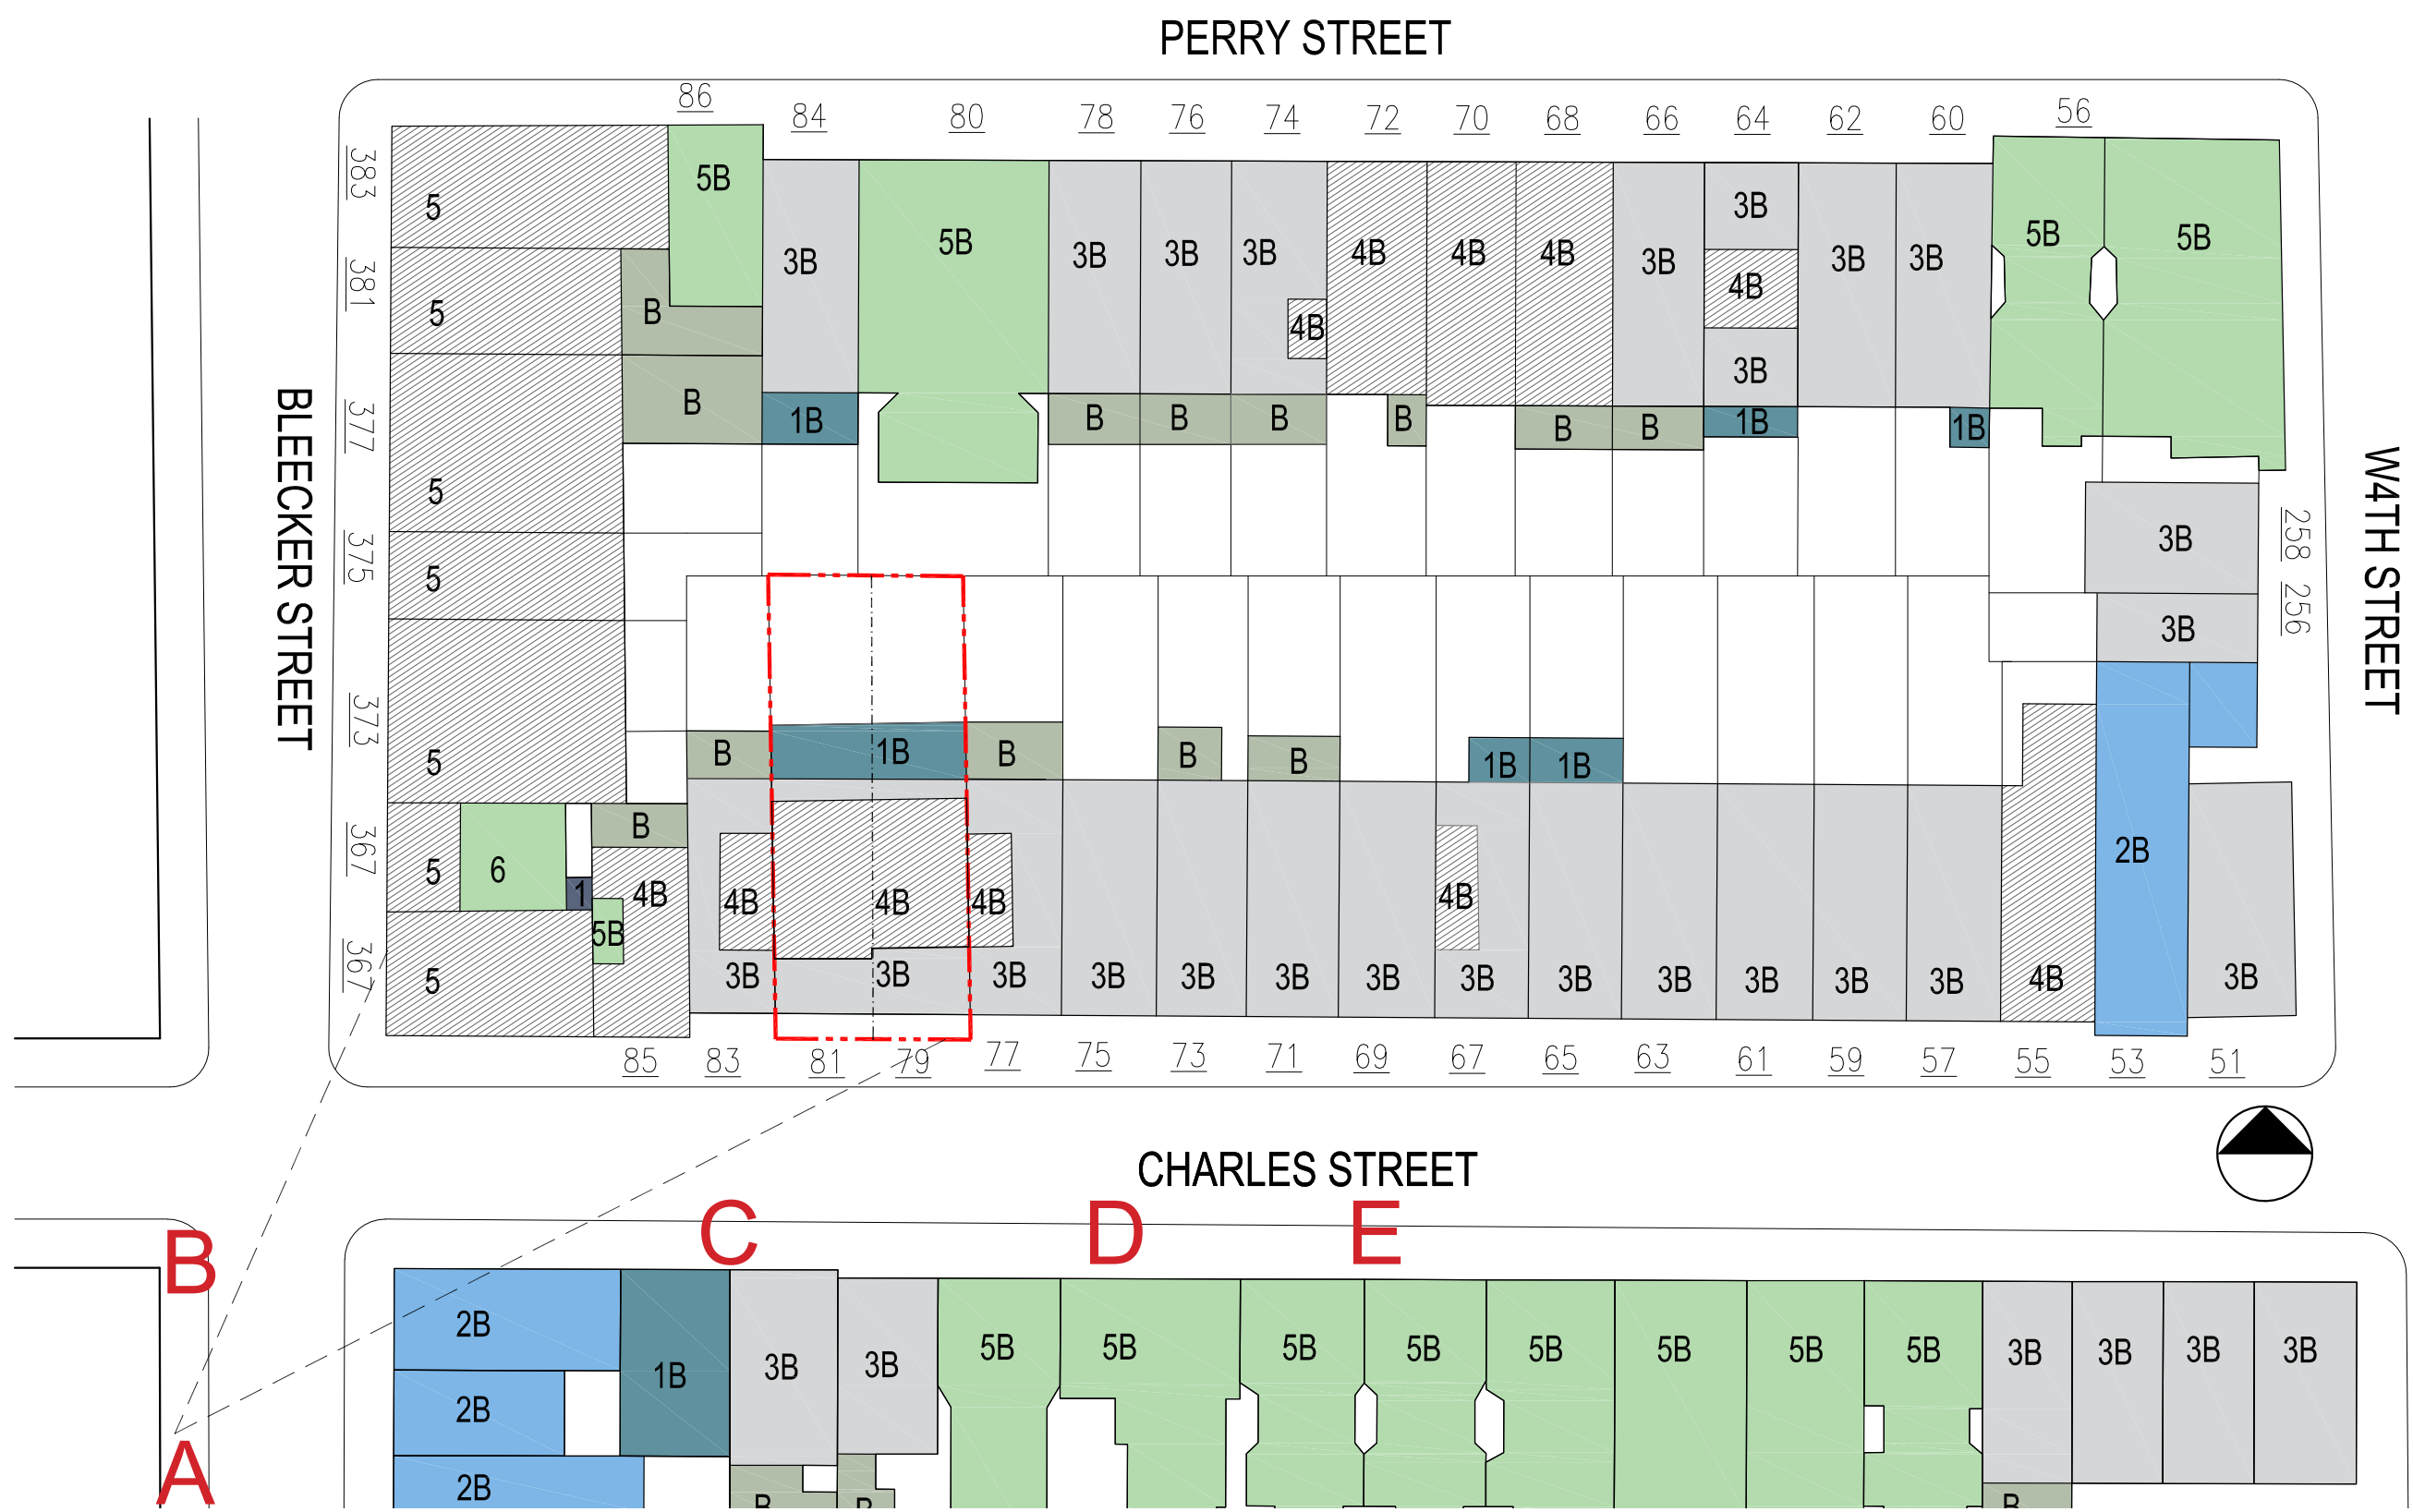 PERRY STREET
86
84
80
78
76
74
72
70
68
66
64
62
60
56
383
381
377
375
373
367
367
BLEECKER STREET
W4TH STREET
258
256
5
5B
3B
5B
3B
3B
3B
4B
4B
4B
4B
3B
3B
4B
3B
3B
3B
5B
5B
5
B
B
1B
B
B
B
B
B
B
1B
1B
5
5
5
3B
3B
B
1B
B
B
B
1B
1B
5
6
1
B
4B
5B
4B
4B
4B
4B
2B
5
3B
3B
3B
3B
3B
3B
3B
3B
3B
3B
3B
3B
3B
4B
3B
85
83
81
79
77
75
73
71
69
67
65
63
61
59
57
55
53
51
CHARLES STREET
B
C
D
E
2B
1B
3B
3B
5B
5B
5B
5B
5B
5B
5B
5B
3B
3B
3B
3B
2B
2B
A
B
B
B